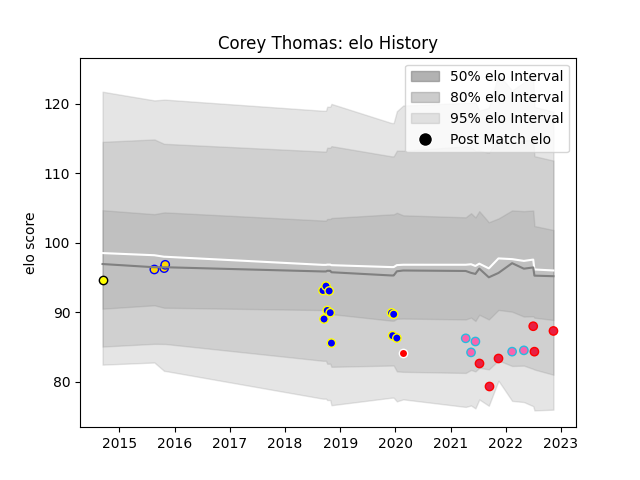 Corey Thomas: elo History
50% elo Interval
80% elo Interval
95% elo Interval
Post Match elo
elo score
120
110
100
90
80
2015 2016 2017 2018 2019 2020 2021 2022 2023